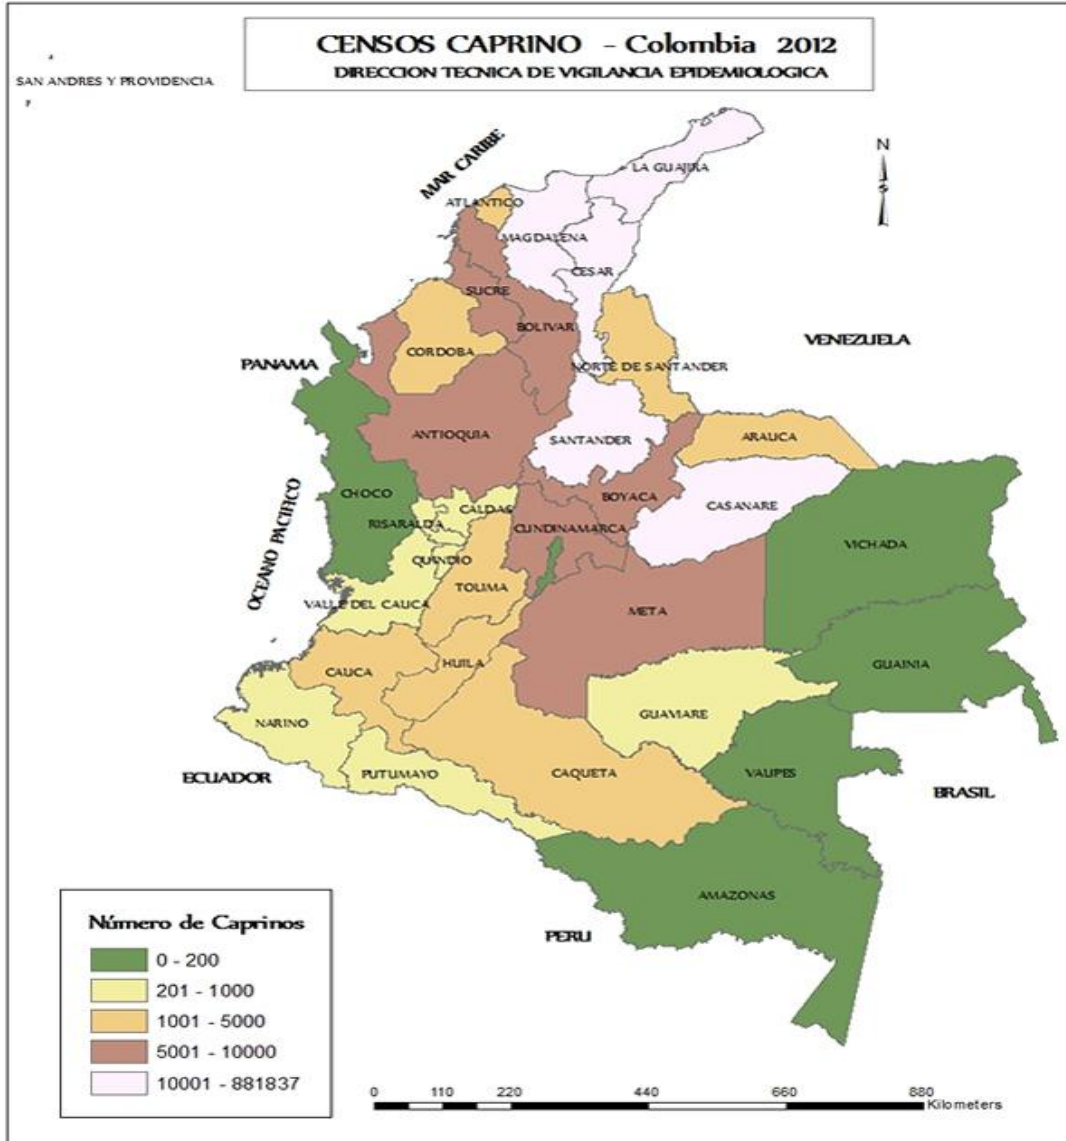 CENSOS CAPRINO - Colombia 2012
DIRECCION TECNICA DE VIGILANCIA EPIDEMIOLOGICA
SAN ANDRES Y PROVIDENCIA
MAR CARIBE
N
LA GUAJIRA
ATLANTICO
MAGDALENA
CESAR
SUCRE
BOLIVAR
VENEZUELA
CORDOBA
PANAMA
NORTE DE SANTANDER
ANTIOQUIA
SANTANDER
ARAUCA
CHOCO
BOYACA
CALDAS
CASANARE
RISARALDA
CUNDINAMARCA
OCEANO PACIFICO
VICHADA
QUINDIO
TOLIMA
VALLE DEL CAUCA
META
HUILA
CAUCA
GUAINIA
NARINO
GUAVIARE
ECUADOR
PUTUMAYO
CAQUETA
VAUPES
BRASIL
AMAZONAS
PERU
Número de Caprinos
0 - 200
201 - 1000
1001 - 5000
5001 - 10000
10001 - 881837
0 110 220 440 660 880
Kilometers